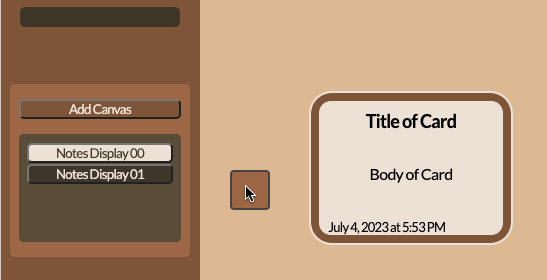 Add Canvas
Notes Display 00
Notes Display 01
Title of Card
Body of Card
July 4, 2023 at 5:53 PM